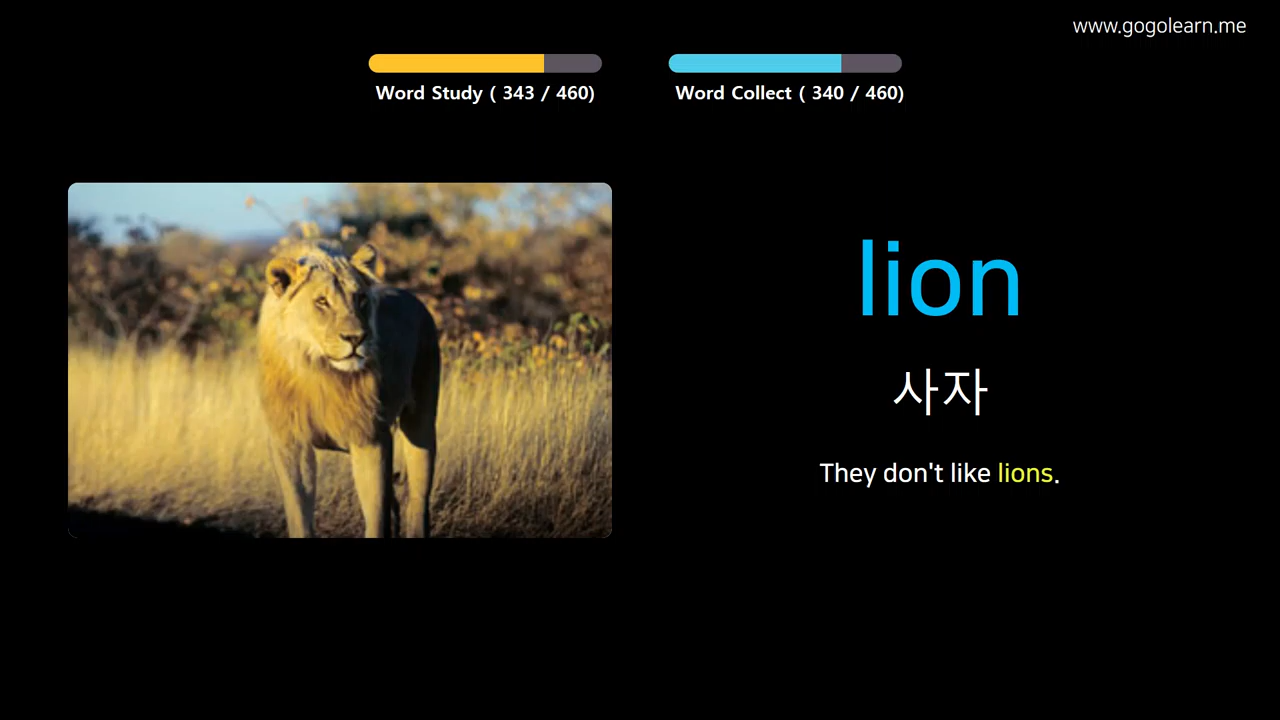 www.gogolearn.me
Word Study ( 343 / 460)
Word Collect ( 340 / 460)
lion
사자
They don't like lions.